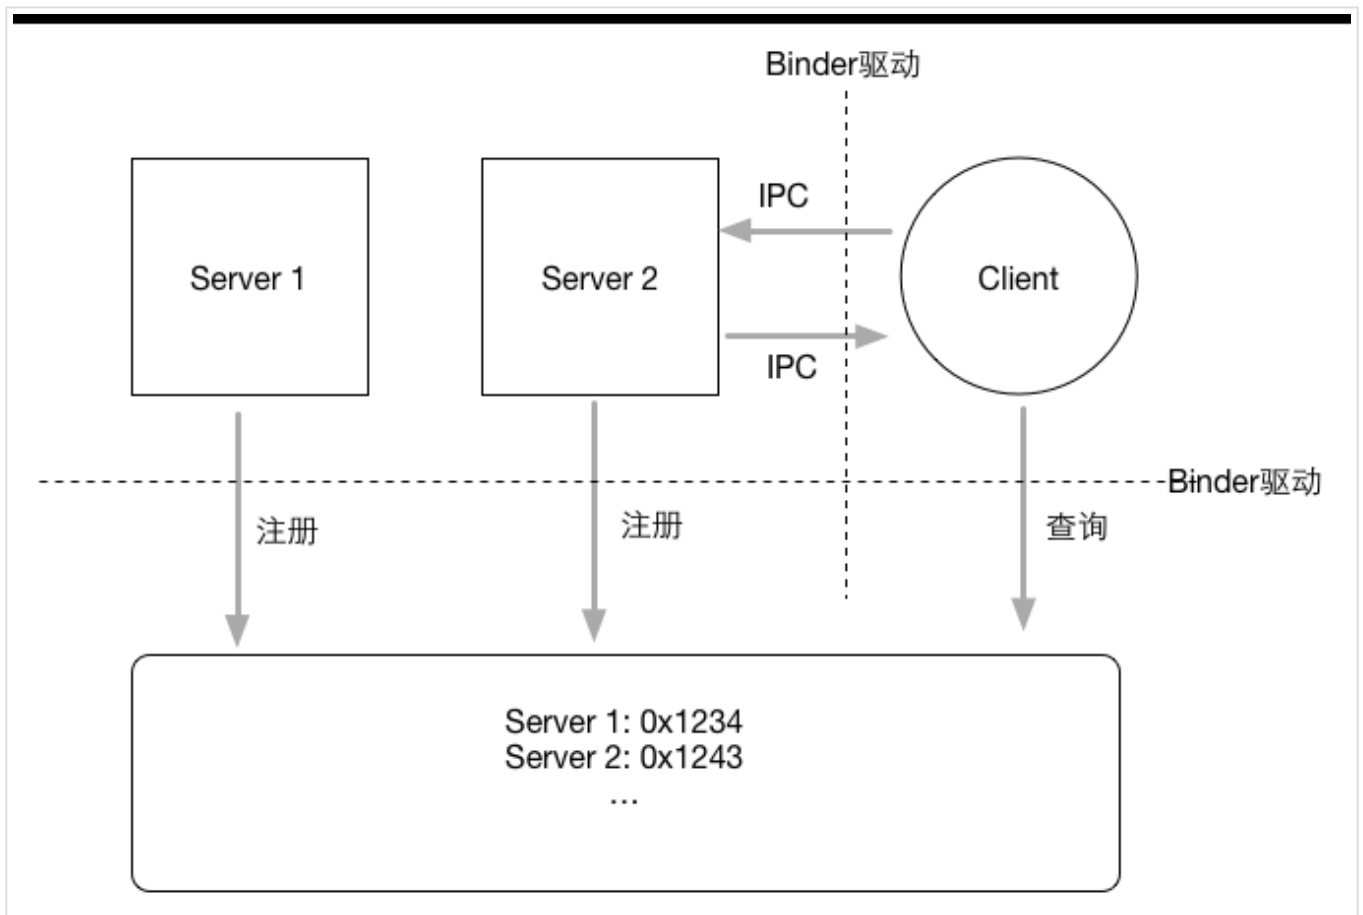 Binder驱动
IPC
Server 1
Server 2
Client
IPC
Binder驱动
注册
注册
查询
Server 1: 0x1234
Server 2: 0x1243
...